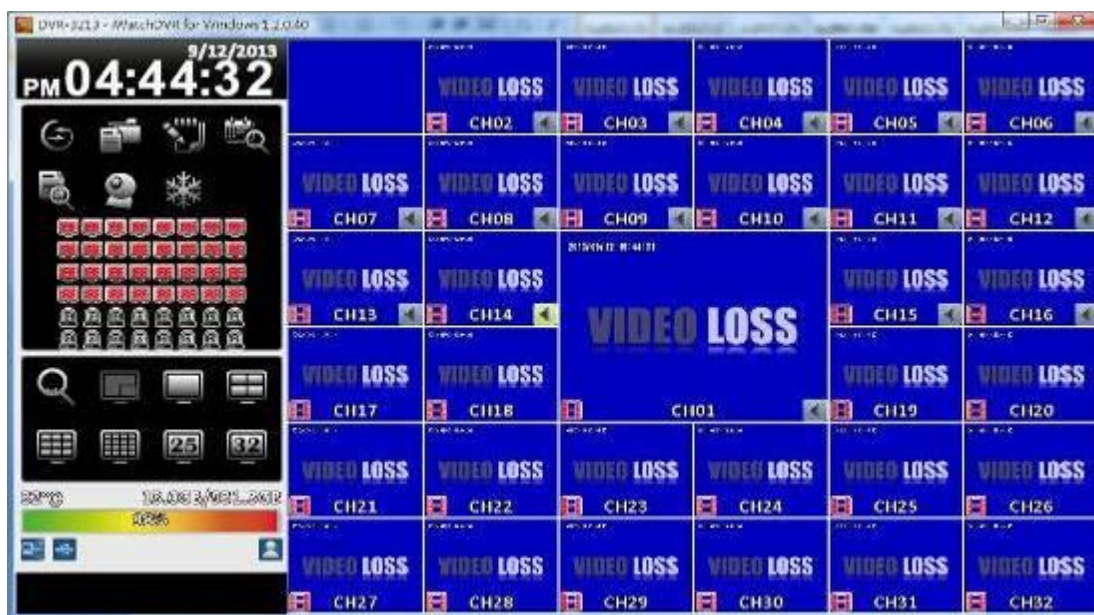 DVR-3213 - iWatchDVR for Windows 1.2.0.60
9/12/2013
PM 04:44:32
VIDEO LOSS VIDEO LOSS VIDEO LOSS VIDEO LOSS VIDEO LOSS
CH02 CH03 CH04 CH05 CH06
VIDEO LOSS VIDEO LOSS VIDEO LOSS VIDEO LOSS VIDEO LOSS VIDEO LOSS
CH07 CH08 CH09 CH10 CH11 CH12
VIDEO LOSS VIDEO LOSS VIDEO LOSS VIDEO LOSS
CH13 CH14 CH15 CH16
VIDEO LOSS
VIDEO LOSS VIDEO LOSS VIDEO LOSS VIDEO LOSS
CH17 CH18 CH01 CH19 CH20
25 32
VIDEO LOSS VIDEO LOSS VIDEO LOSS VIDEO LOSS VIDEO LOSS VIDEO LOSS
CH21 CH22 CH23 CH24 CH25 CH26
VIDEO LOSS VIDEO LOSS VIDEO LOSS VIDEO LOSS VIDEO LOSS VIDEO LOSS
CH27 CH28 CH29 CH30 CH31 CH32